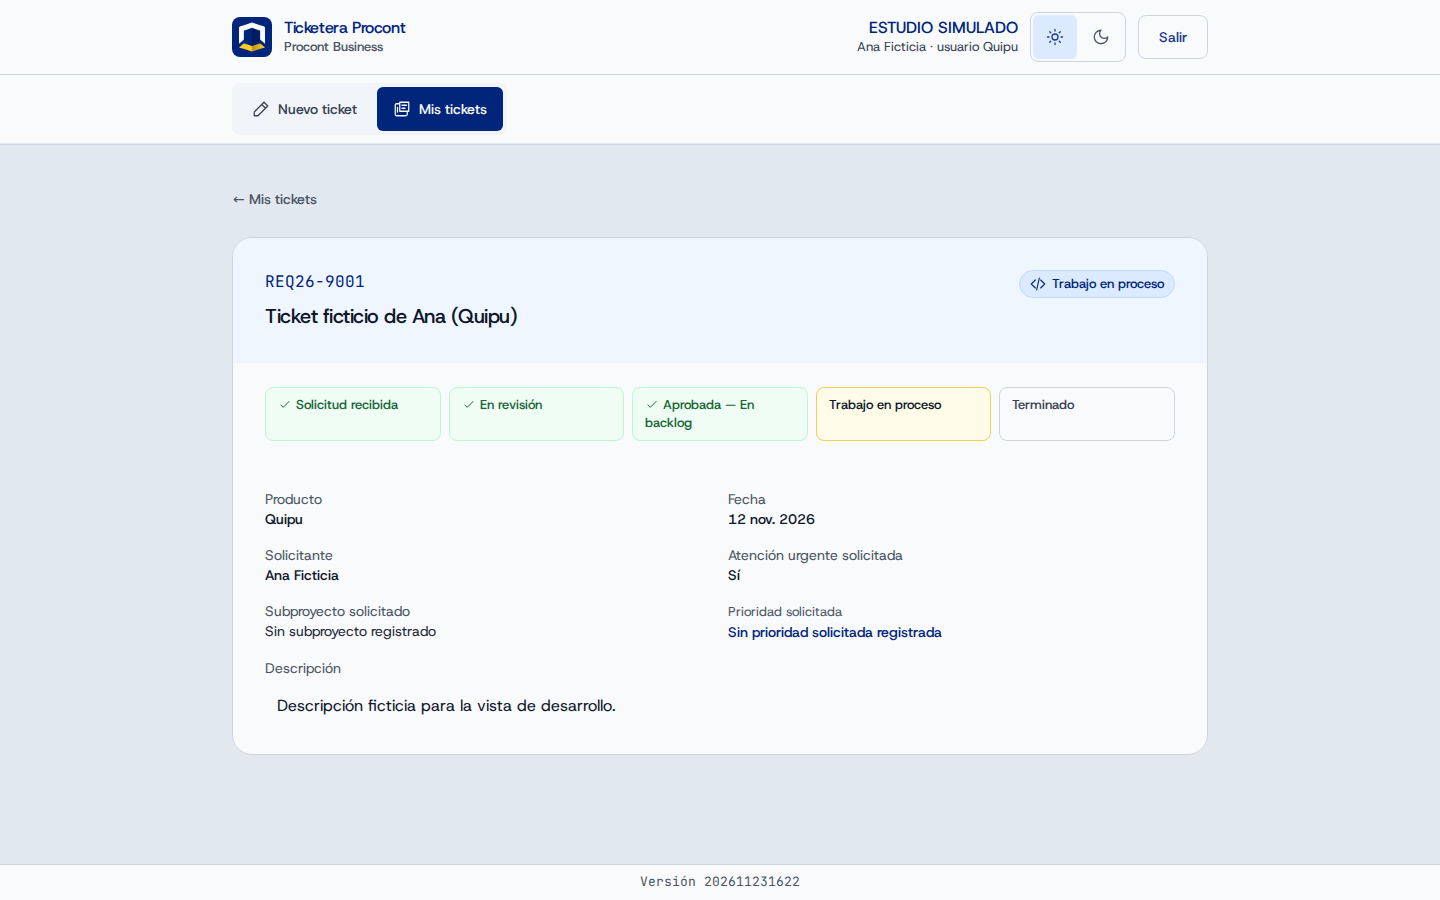 Ticketera Procont
Procont Business
ESTUDIO SIMULADO
Ana Ficticia · usuario Quipu
Salir
Nuevo ticket
Mis tickets
← Mis tickets
REQ26-9001
Trabajo en proceso
Ticket ficticio de Ana (Quipu)
✓ Solicitud recibida
✓ En revisión
✓ Aprobada — En
backlog
Trabajo en proceso
Terminado
Producto
Quipu
Fecha
12 nov. 2026
Solicitante
Ana Ficticia
Atención urgente solicitada
Sí
Subproyecto solicitado
Sin subproyecto registrado
Prioridad solicitada
Sin prioridad solicitada registrada
Descripción
Descripción ficticia para la vista de desarrollo.
Versión 202611231622